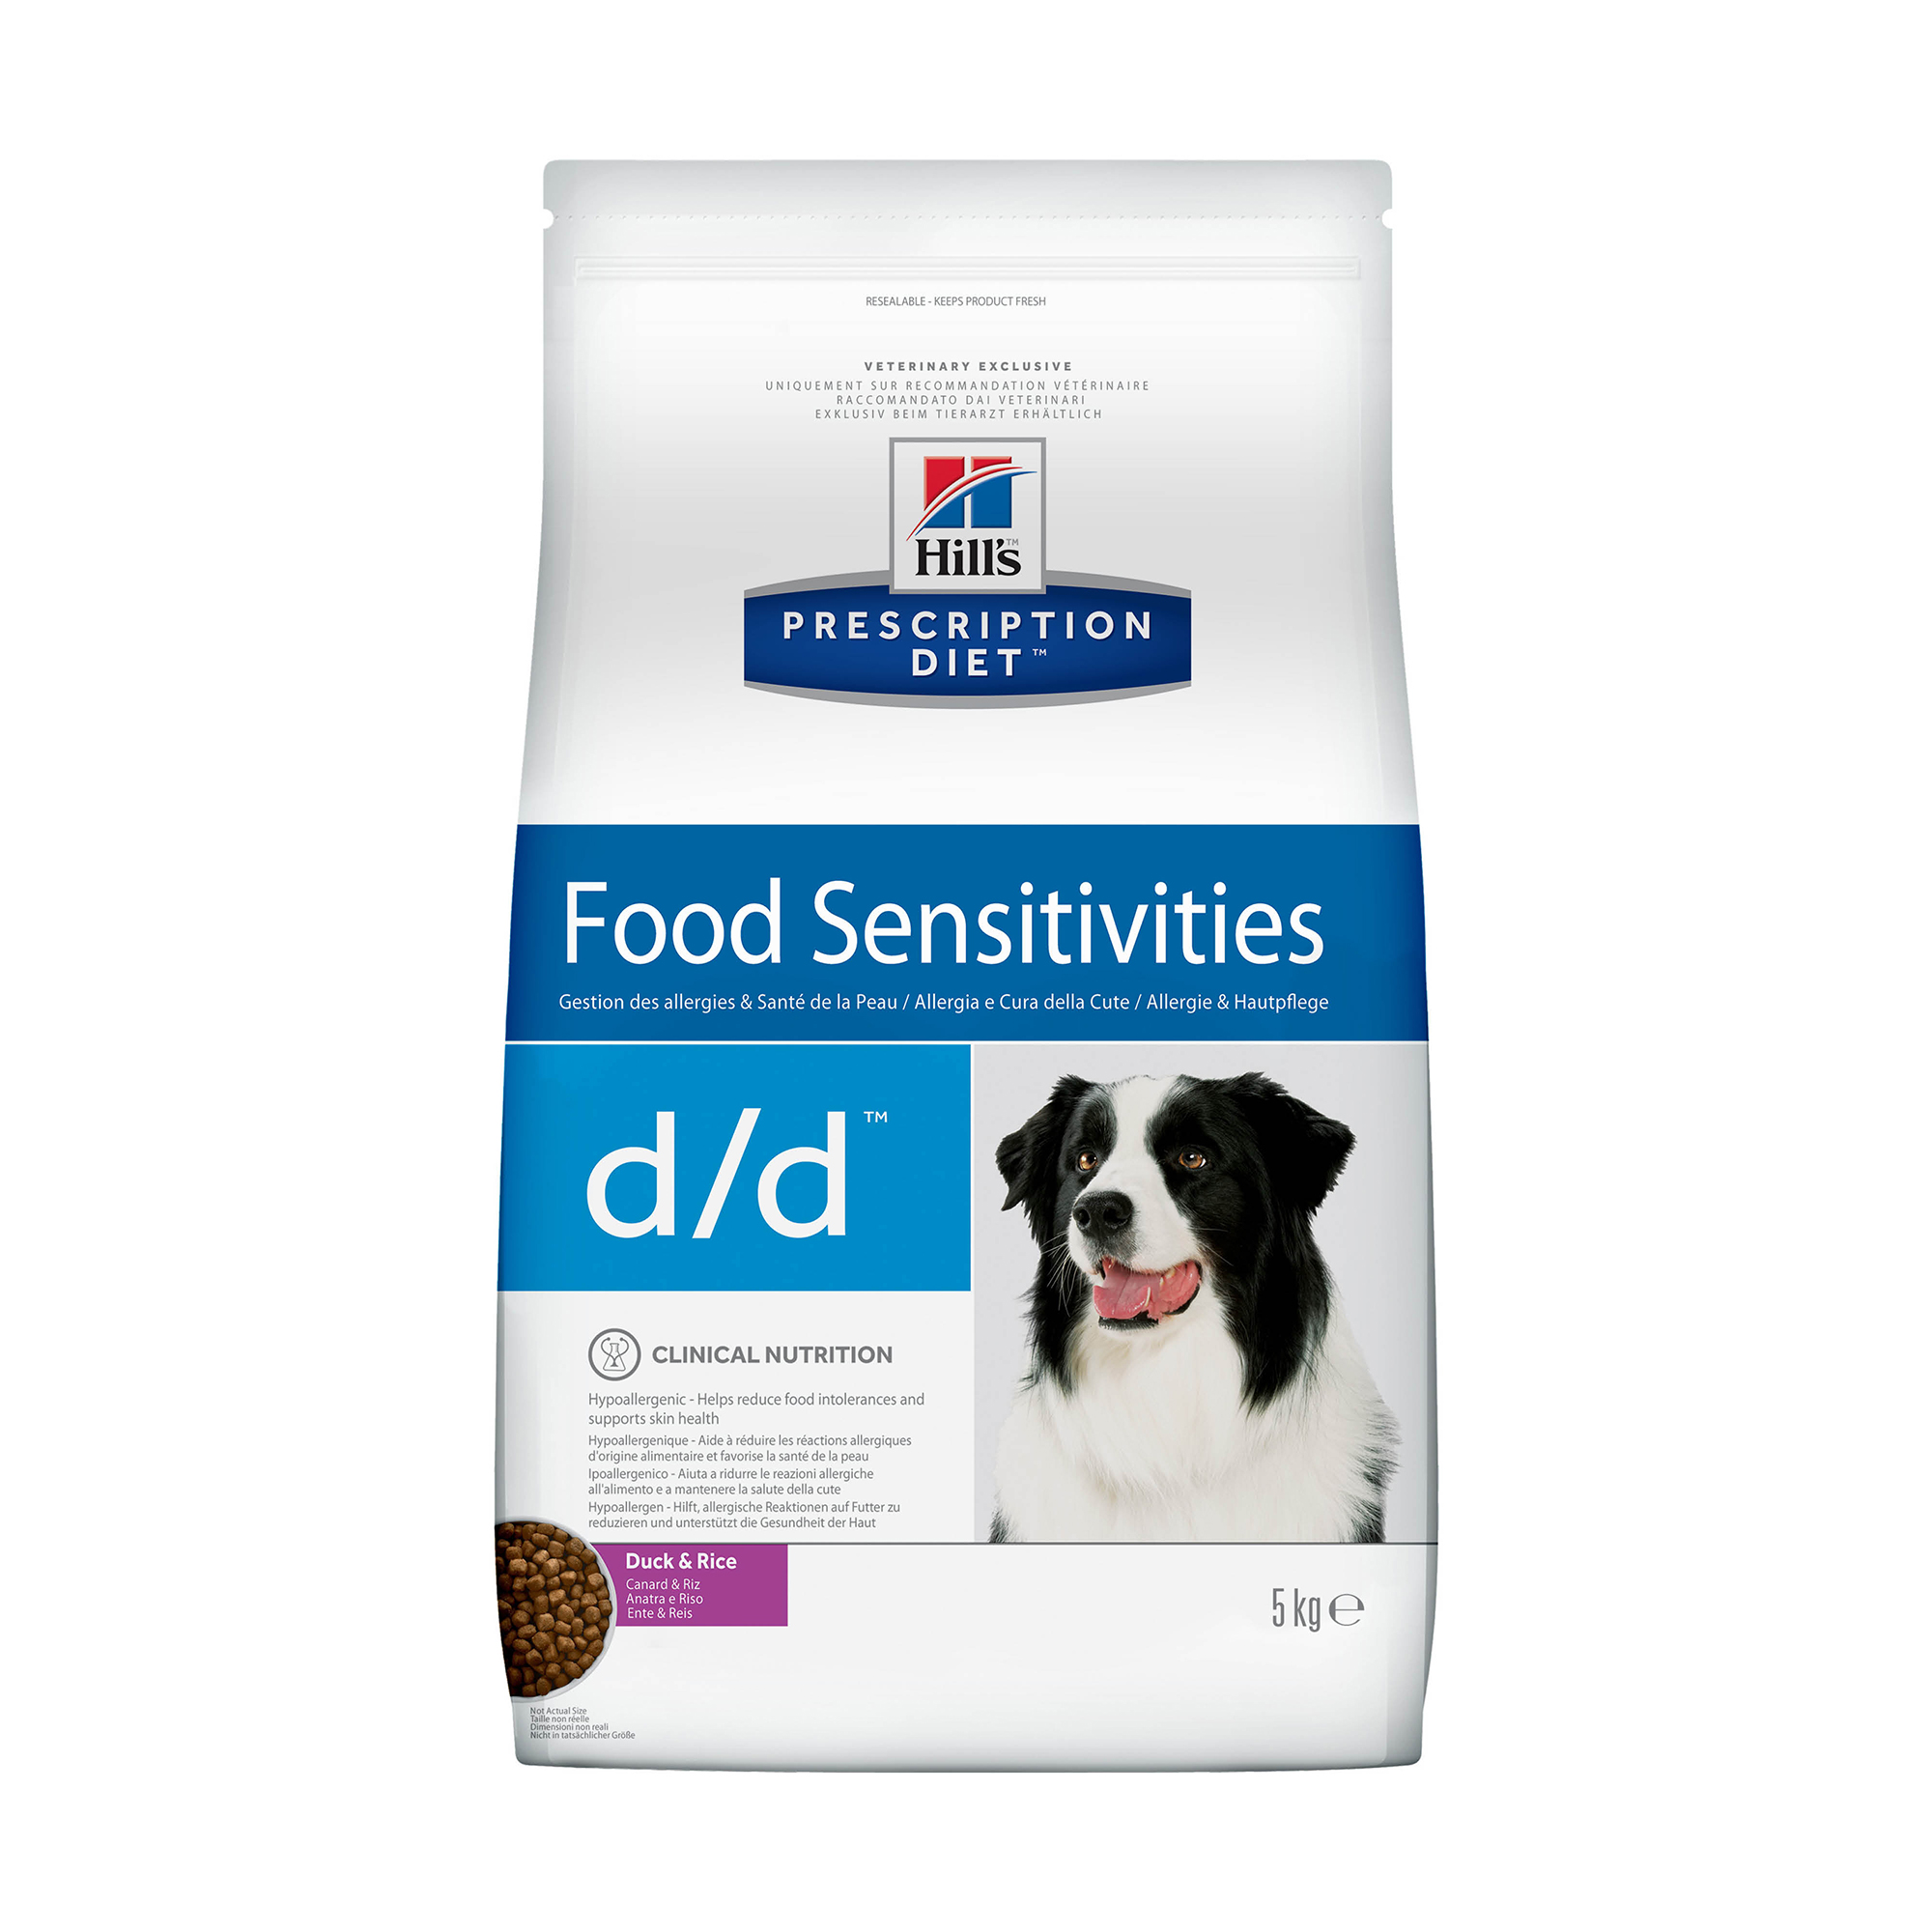 RESEALABLE - KEEPS PRODUCT FRESH
VETERINARY EXCLUSIVE
UNIQUEMENT SUR RECOMMANDATION VÉTÉRINAIRE
RACCOMANDATO DAI VETERINARI
EXKLUSIV BEIM TIERARZT ERHÄLTLICH
Hill's™
PRESCRIPTION
DIET™
Food Sensitivities
Gestion des allergies & Santé de la Peau / Allergia e Cura della Cute / Allergie & Hautpflege
d/d™
CLINICAL NUTRITION
Hypoallergenic - Helps reduce food intolerances and
supports skin health
Hypoallergenique - Aide à réduire les réactions allergiques
d'origine alimentaire et favorise la santé de la peau
Ipoallergenico - Aiuta a ridurre le reazioni allergiche
all'alimento e a mantenere la salute della cute
Hypoallergen - Hilft, allergische Reaktionen auf Futter zu
reduzieren und unterstützt die Gesundheit der Haut
Duck & Rice
Canard & Riz
Anatra e Riso
Ente & Reis
5 kg ℮
Not Actual Size
Taille non réelle
Dimensioni non reali
Nicht in tatsächlicher Größe